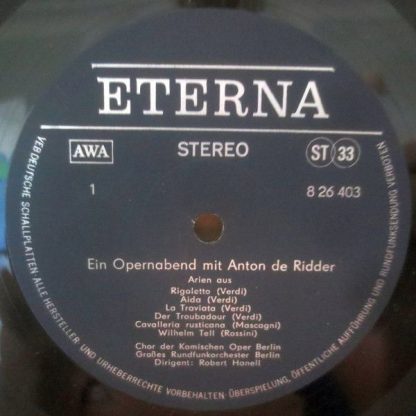 ETERNA
AWA STEREO ST 33
1 8 26 403
Ein Opernabend mit Anton de Ridder
Arien aus
Rigoletto (Verdi)
Aida (Verdi)
La Traviata (Verdi)
Der Troubadour (Verdi)
Cavalleria rusticana (Mascagni)
Wilhelm Tell (Rossini)
Chor der Komischen Oper Berlin
Großes Rundfunkorchester Berlin
Dirigent: Robert Hanell
VEB DEUTSCHE SCHALLPLATTEN ALLE HERSTELLER UND URHEBERRECHTE VORBEHALTEN · ÜBERSPIELUNG, ÖFFENTLICHE AUFFÜHRUNG UND RUNDFUNKSENDUNG VERBOTEN